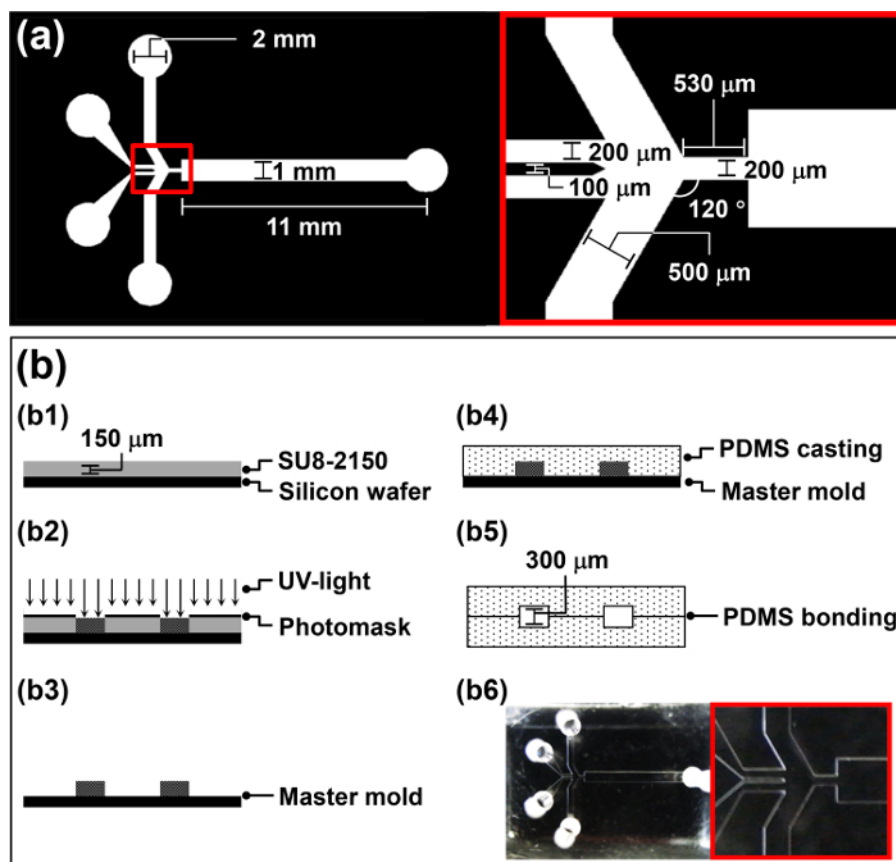 (a)
2 mm
1 mm
11 mm
530 μm
200 μm
200 μm
100 μm
120 °
500 μm
(b)
(b1)
150 μm
SU8-2150
Silicon wafer
(b2)
UV-light
Photomask
(b3)
Master mold
(b4)
PDMS casting
Master mold
(b5)
300 μm
PDMS bonding
(b6)